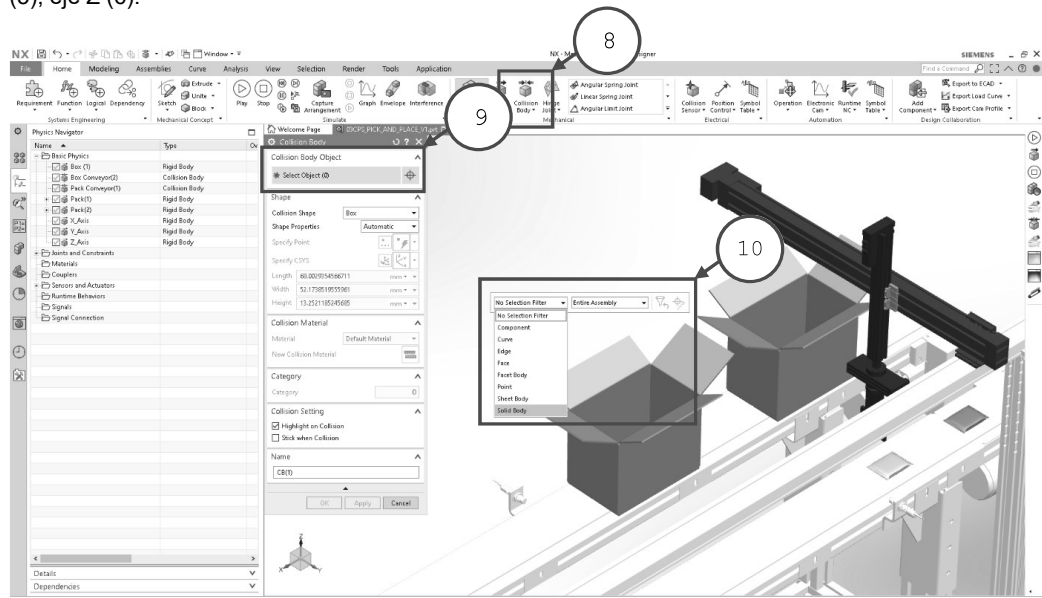 (5), eje Z (6).
8
NX Window NX - M igner SIEMENS
File Home Modeling Assemblies Curve Analysis View Selection Render Tools Application Find a Command
Requirement Function Logical Dependency Sketch Extrude Unite Block Play Stop Capture Arrangement Graph Envelope Interference Collision Body Hinge Joint Angular Spring Joint Linear Spring Joint Angular Limit Joint Collision Sensor Position Control Symbol Table Operation Electronic Cam Runtime NC Symbol Table Add Component Export to ECAD Export Load Curve Export Cam Profile
Systems Engineering Mechanical Concept Simulate Mechanical Electrical Automation Design Collaboration
9
Physics Navigator
Name Type Ov
Basic Physics
Box (1) Rigid Body
Box Conveyor(2) Collision Body
Pack Conveyor(1) Collision Body
Pack(1) Rigid Body
Pack(2) Rigid Body
X_Axis Rigid Body
Y_Axis Rigid Body
Z_Axis Rigid Body
Joints and Constraints
Materials
Couplers
Sensors and Actuators
Runtime Behaviors
Signals
Signal Connection
Details
Dependencies
Welcome Page
Collision Body
Collision Body Object
Select Object (0)
Shape
Collision Shape Box
Shape Properties Automatic
Specify Point
Specify CSYS
Length 68.0029354566711 mm
Width 52.1738519555961 mm
Height 13.2521185245685 mm
Collision Material
Material Default Material
New Collision Material
Category
Category 0
Collision Setting
Highlight on Collision
Stick when Collision
Name
CB(1)
OK Apply Cancel
10
No Selection Filter Entire Assembly
No Selection Filter
Component
Curve
Edge
Face
Facet Body
Point
Sheet Body
Solid Body
Z
X
Y